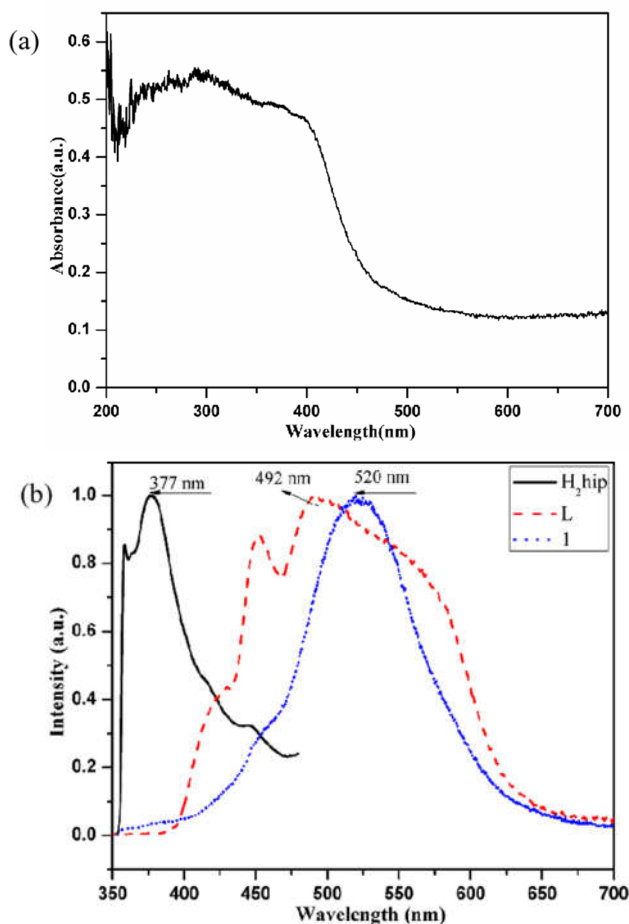 (a)
Absorbance(a.u.)
0.6
0.5
0.4
0.3
0.2
0.1
0.0
200 300 400 500 600 700
Wavelength(nm)
(b)
Intensity (a.u.)
1.0
0.8
0.6
0.4
0.2
0.0
377 nm
492 nm
520 nm
H₂hip
L
1
350 400 450 500 550 600 650 700
Wavelength (nm)